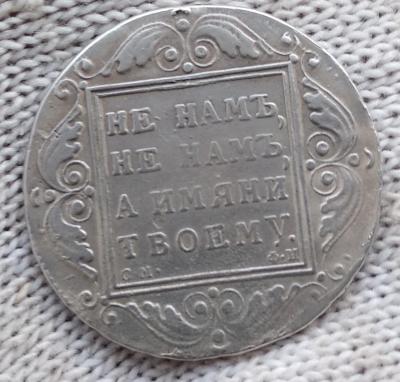 НЕ НАМЪ,
НЕ НАМЪ,
А ИМЯНИ
ТВОЕМУ.
С М · Ф · Ц